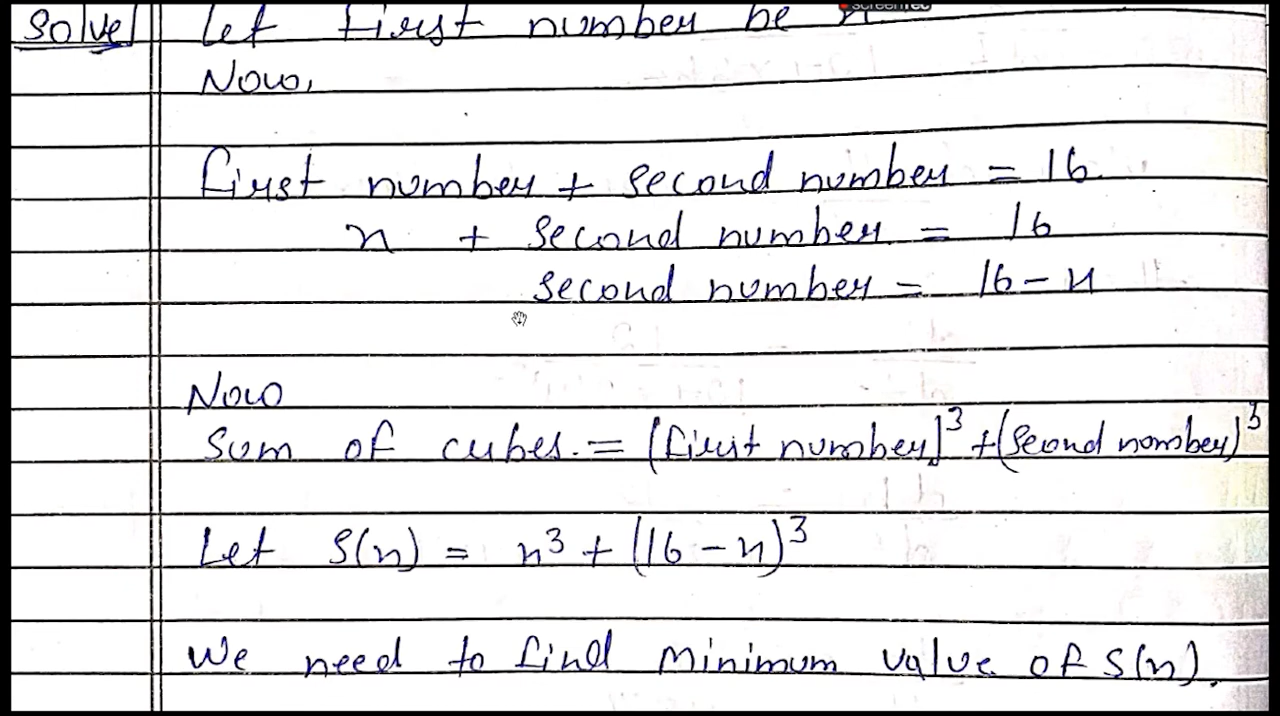 Solve Let first number be x
Now,
first number + second number = 16
x + second number = 16
second number = 16 - x
Now
Sum of cubes. = (first number)³ + (second number)³
Let S(x) = x³ + (16 - x)³
We need to find minimum value of S(x).